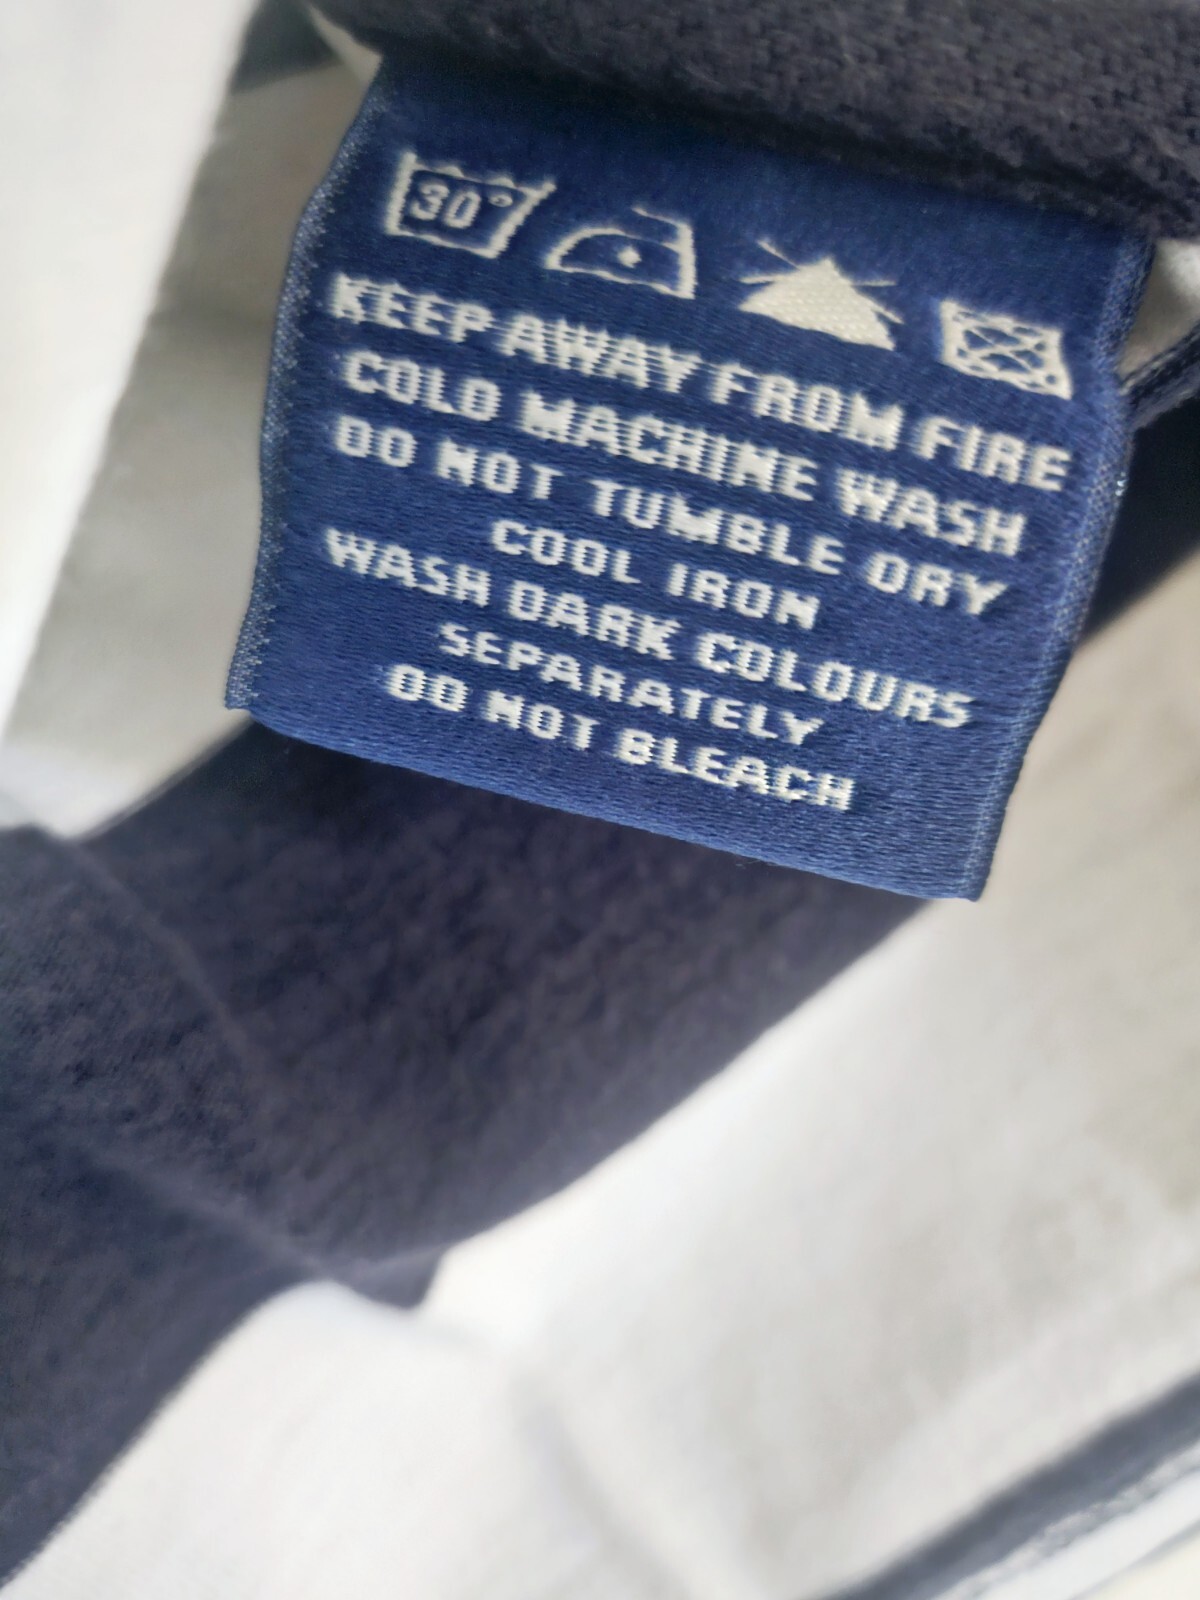 30°
KEEP AWAY FROM FIRE
COLD MACHINE WASH
DO NOT TUMBLE DRY
COOL IRON
WASH DARK COLOURS
SEPARATELY
DO NOT BLEACH